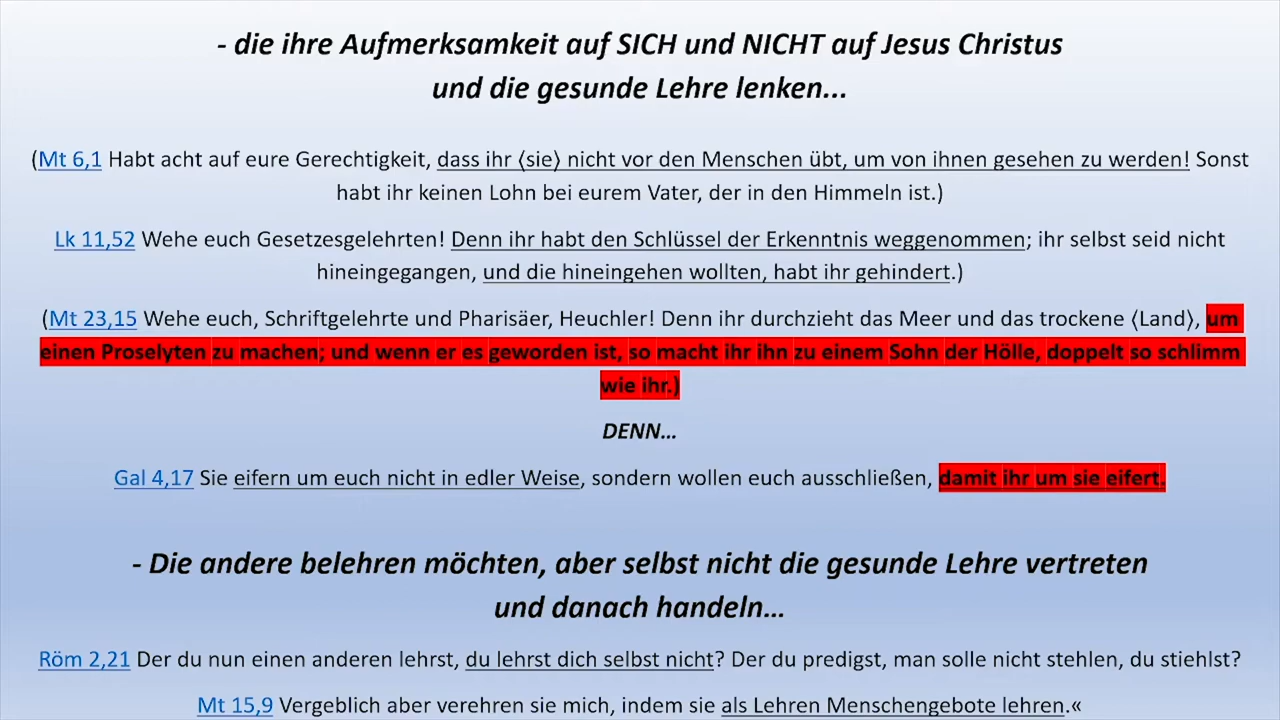 - die ihre Aufmerksamkeit auf SICH und NICHT auf Jesus Christus
und die gesunde Lehre lenken...
(Mt 6,1 Habt acht auf eure Gerechtigkeit, dass ihr ⟨sie⟩ nicht vor den Menschen übt, um von ihnen gesehen zu werden! Sonst
habt ihr keinen Lohn bei eurem Vater, der in den Himmeln ist.)
Lk 11,52 Wehe euch Gesetzesgelehrten! Denn ihr habt den Schlüssel der Erkenntnis weggenommen; ihr selbst seid nicht
hineingegangen, und die hineingehen wollten, habt ihr gehindert.)
(Mt 23,15 Wehe euch, Schriftgelehrte und Pharisäer, Heuchler! Denn ihr durchzieht das Meer und das trockene ⟨Land⟩, um
einen Proselyten zu machen; und wenn er es geworden ist, so macht ihr ihn zu einem Sohn der Hölle, doppelt so schlimm
wie ihr.)
DENN...
Gal 4,17 Sie eifern um euch nicht in edler Weise, sondern wollen euch ausschließen, damit ihr um sie eifert.
- Die andere belehren möchten, aber selbst nicht die gesunde Lehre vertreten
und danach handeln...
Röm 2,21 Der du nun einen anderen lehrst, du lehrst dich selbst nicht? Der du predigst, man solle nicht stehlen, du stiehlst?
Mt 15,9 Vergeblich aber verehren sie mich, indem sie als Lehren Menschengebote lehren.«